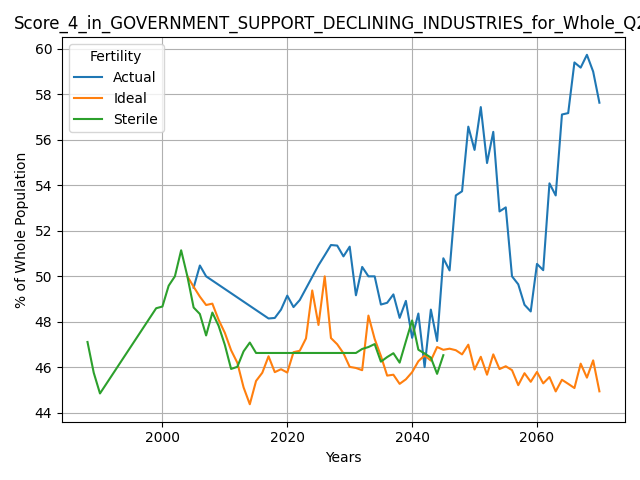 Score_4_in_GOVERNMENT_SUPPORT_DECLINING_INDUSTRIES_for_Whole_Q2
Fertility
Actual
Ideal
Sterile
% of Whole Population
60
58
56
54
52
50
48
46
44
2000
2020
2040
2060
Years